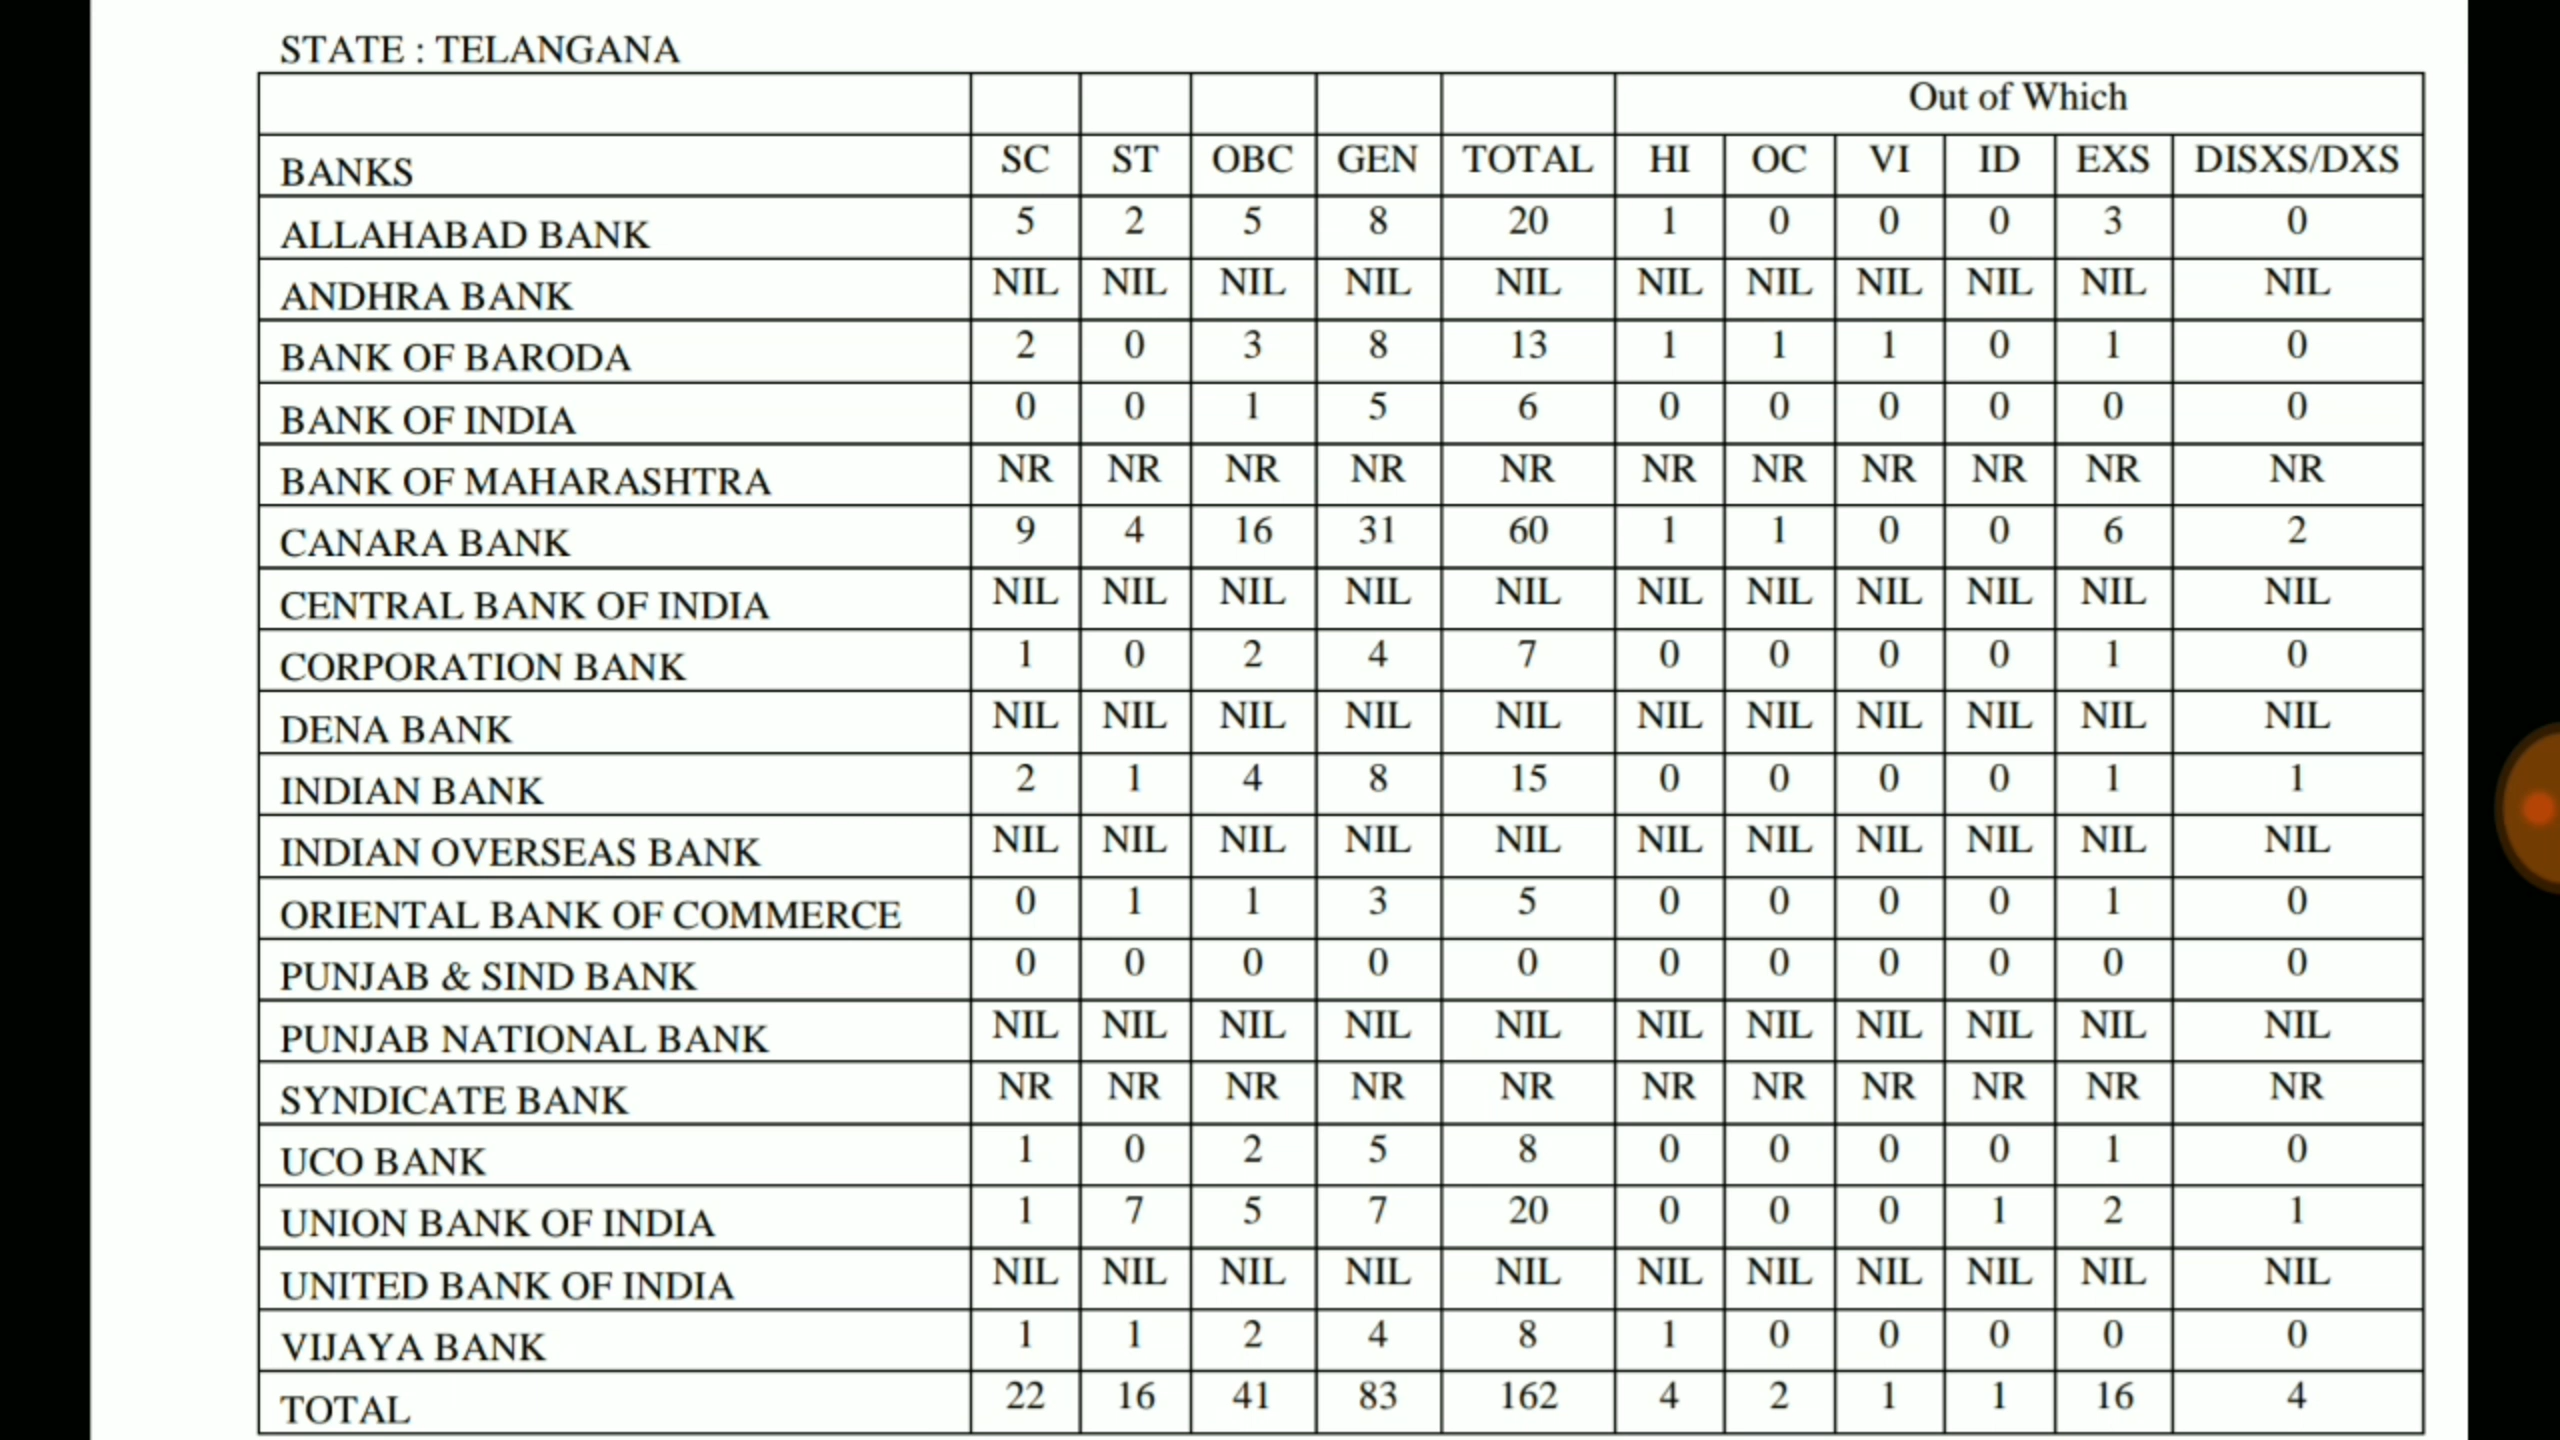 STATE : TELANGANA
Out of Which
BANKS SC ST OBC GEN TOTAL HI OC VI ID EXS DISXS/DXS
ALLAHABAD BANK 5 2 5 8 20 1 0 0 0 3 0
ANDHRA BANK NIL NIL NIL NIL NIL NIL NIL NIL NIL NIL NIL
BANK OF BARODA 2 0 3 8 13 1 1 1 0 1 0
BANK OF INDIA 0 0 1 5 6 0 0 0 0 0 0
BANK OF MAHARASHTRA NR NR NR NR NR NR NR NR NR NR NR
CANARA BANK 9 4 16 31 60 1 1 0 0 6 2
CENTRAL BANK OF INDIA NIL NIL NIL NIL NIL NIL NIL NIL NIL NIL NIL
CORPORATION BANK 1 0 2 4 7 0 0 0 0 1 0
DENA BANK NIL NIL NIL NIL NIL NIL NIL NIL NIL NIL NIL
INDIAN BANK 2 1 4 8 15 0 0 0 0 1 1
INDIAN OVERSEAS BANK NIL NIL NIL NIL NIL NIL NIL NIL NIL NIL NIL
ORIENTAL BANK OF COMMERCE 0 1 1 3 5 0 0 0 0 1 0
PUNJAB & SIND BANK 0 0 0 0 0 0 0 0 0 0 0
PUNJAB NATIONAL BANK NIL NIL NIL NIL NIL NIL NIL NIL NIL NIL NIL
SYNDICATE BANK NR NR NR NR NR NR NR NR NR NR NR
UCO BANK 1 0 2 5 8 0 0 0 0 1 0
UNION BANK OF INDIA 1 7 5 7 20 0 0 0 1 2 1
UNITED BANK OF INDIA NIL NIL NIL NIL NIL NIL NIL NIL NIL NIL NIL
VIJAYA BANK 1 1 2 4 8 1 0 0 0 0 0
TOTAL 22 16 41 83 162 4 2 1 1 16 4